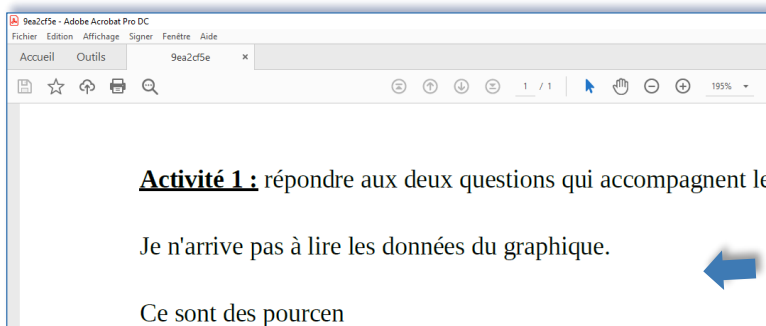 9ea2cf5e - Adobe Acrobat Pro DC
Fichier Edition Affichage Signer Fenêtre Aide
Accueil Outils 9ea2cf5e ×
1 / 1 195%
Activité 1 : répondre aux deux questions qui accompagnent le
Je n'arrive pas à lire les données du graphique.
Ce sont des pourcen